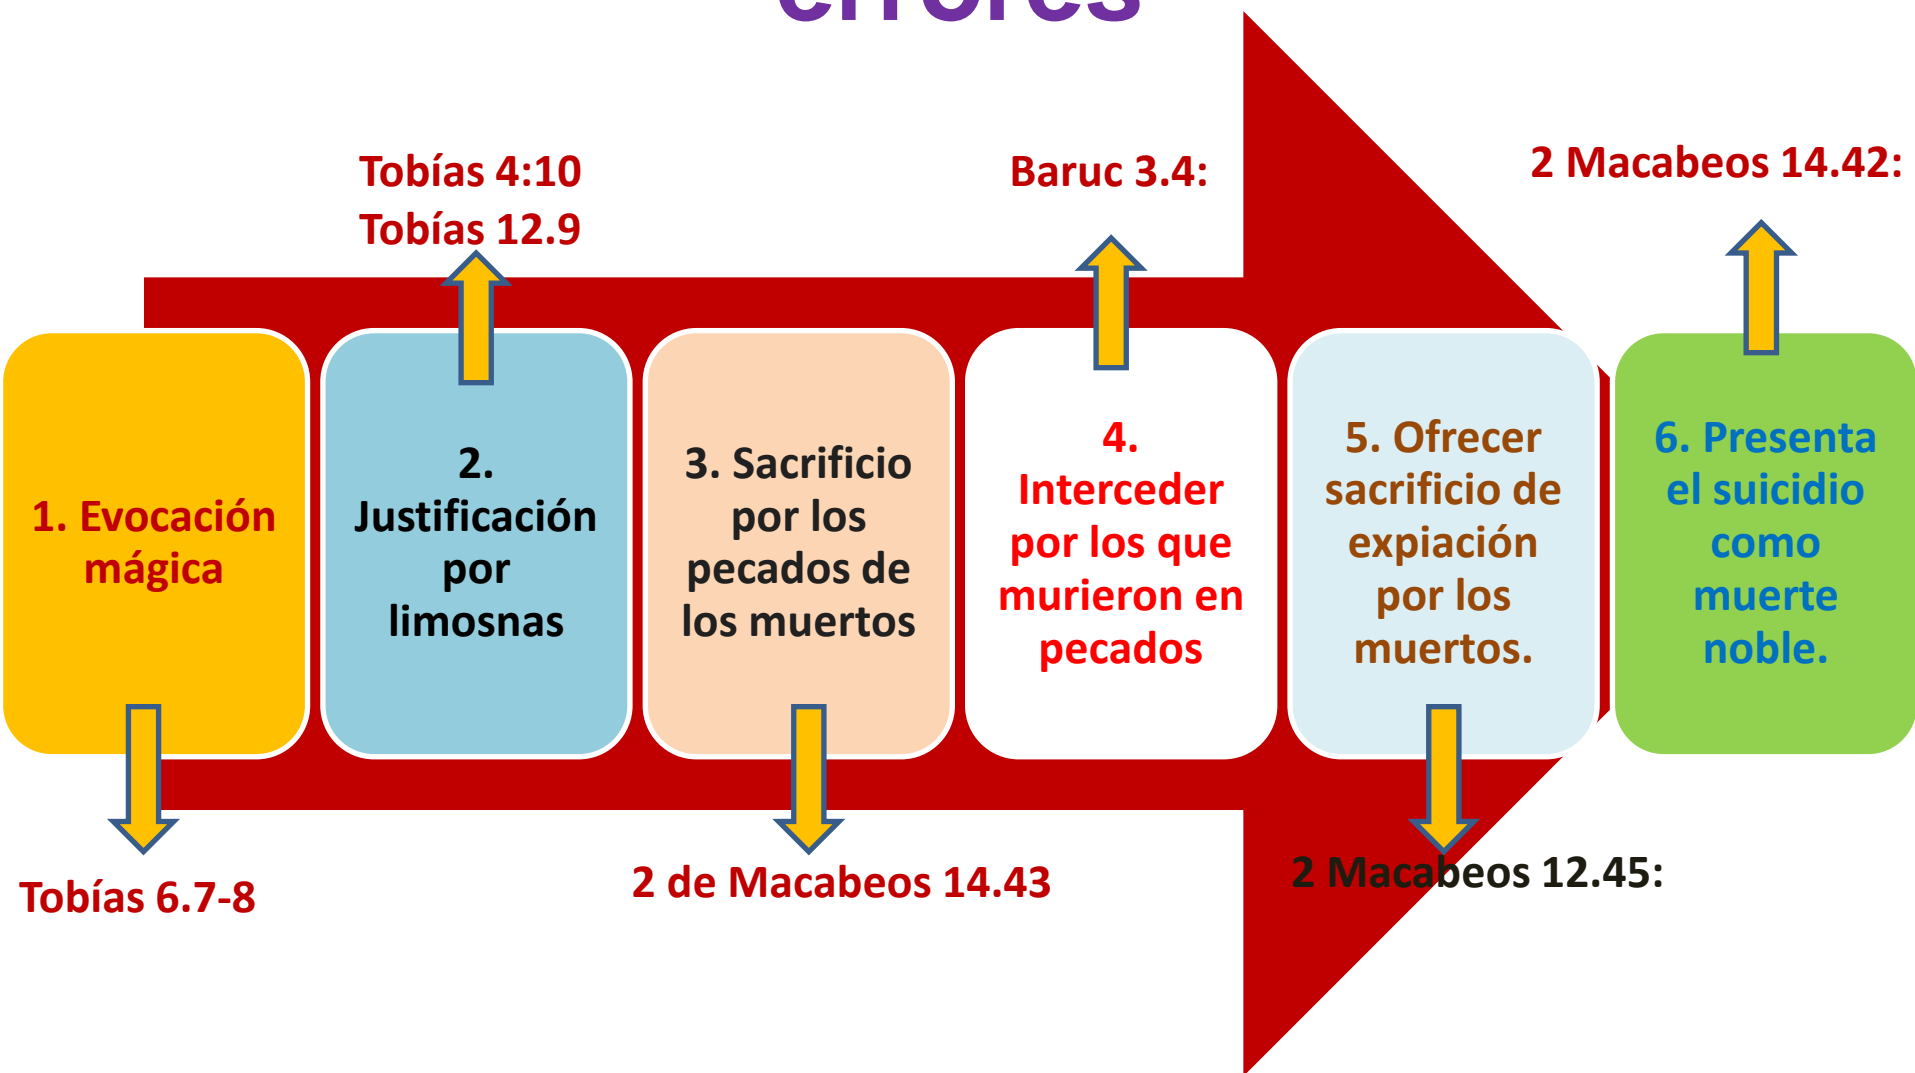 errores
Tobías 4:10
Tobías 12.9
Baruc 3.4:
2 Macabeos 14.42:
1. Evocación
mágica
2.
Justificación
por
limosnas
3. Sacrificio
por los
pecados de
los muertos
4.
Interceder
por los que
murieron en
pecados
5. Ofrecer
sacrificio de
expiación
por los
muertos.
6. Presenta
el suicidio
como
muerte
noble.
Tobías 6.7-8
2 de Macabeos 14.43
2 Macabeos 12.45: